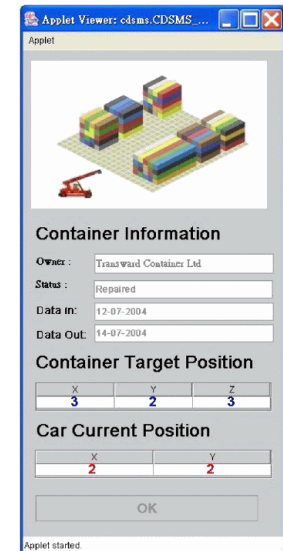 Applet Viewer: cdsms.CDSMS_...
Applet
Container Information
Owner : Transward Container Ltd
Status : Repaired
Data in: 12-07-2004
Data Out: 14-07-2004
Container Target Position
X Y Z
3 2 3
Car Current Position
X Y
2 2
OK
Applet started.